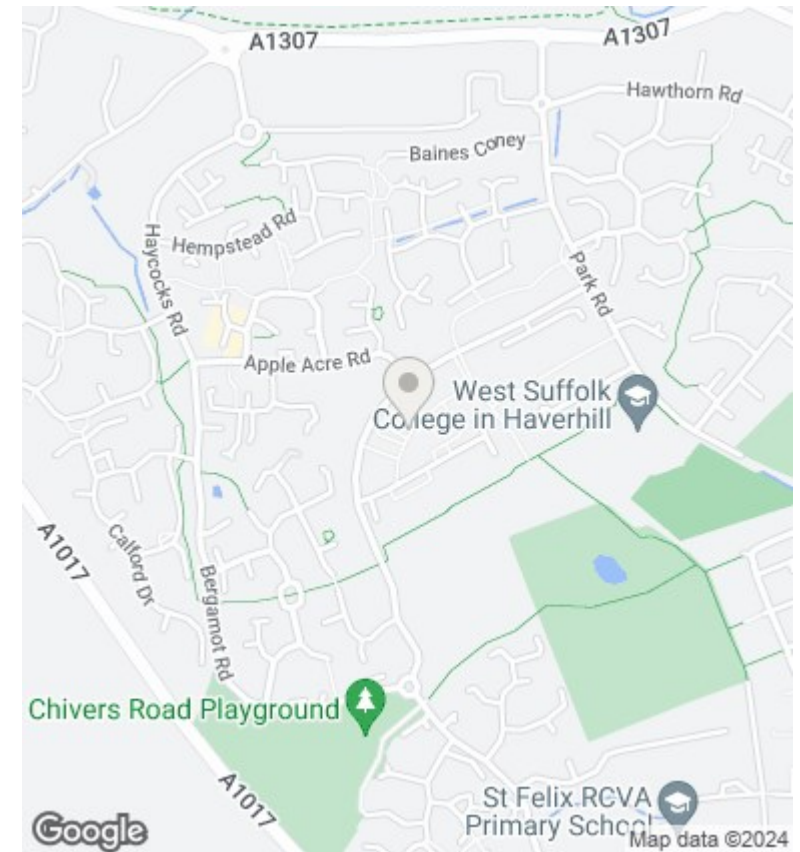 A1307
A1307
Hawthorn Rd
Baines Coney
Hempstead Rd
Haycocks Rd
Park Rd
Apple Acre Rd
West Suffolk
College in Haverhill
A1017
Calford Dr
Bergamot Rd
Chivers Road Playground
A1017
St Felix RCVA
Primary School
Google
Map data ©2024